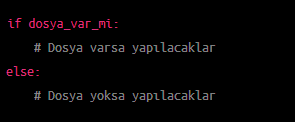 if dosya_var_mi:
    # Dosya varsa yapılacaklar
else:
    # Dosya yoksa yapılacaklar